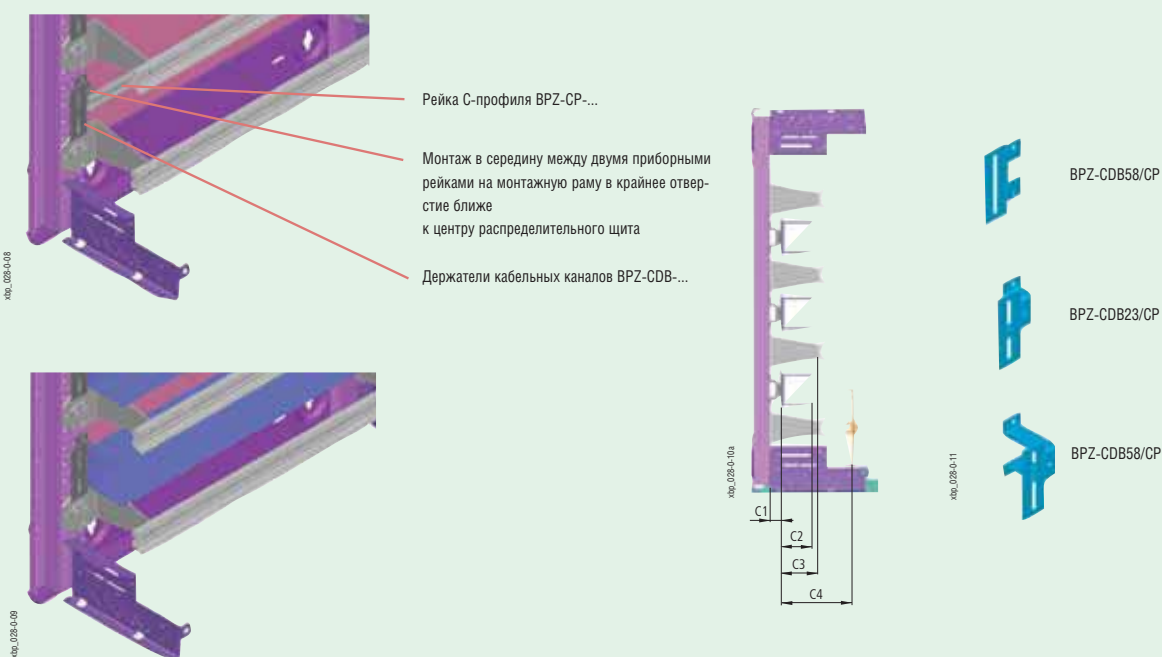 Рейка С-профиля BPZ-CP-...
Монтаж в середину между двумя приборными
рейками на монтажную раму в крайнее отвер-
стие ближе
к центру распределительного щита
Держатели кабельных каналов BPZ-CDB-...
xbp_028-0-08
xbp_028-0-09
xbp_028-0-10a
C1
C2
C3
C4
xbp_028-0-11
BPZ-CDB58/CP
BPZ-CDB23/CP
BPZ-CDB58/CP